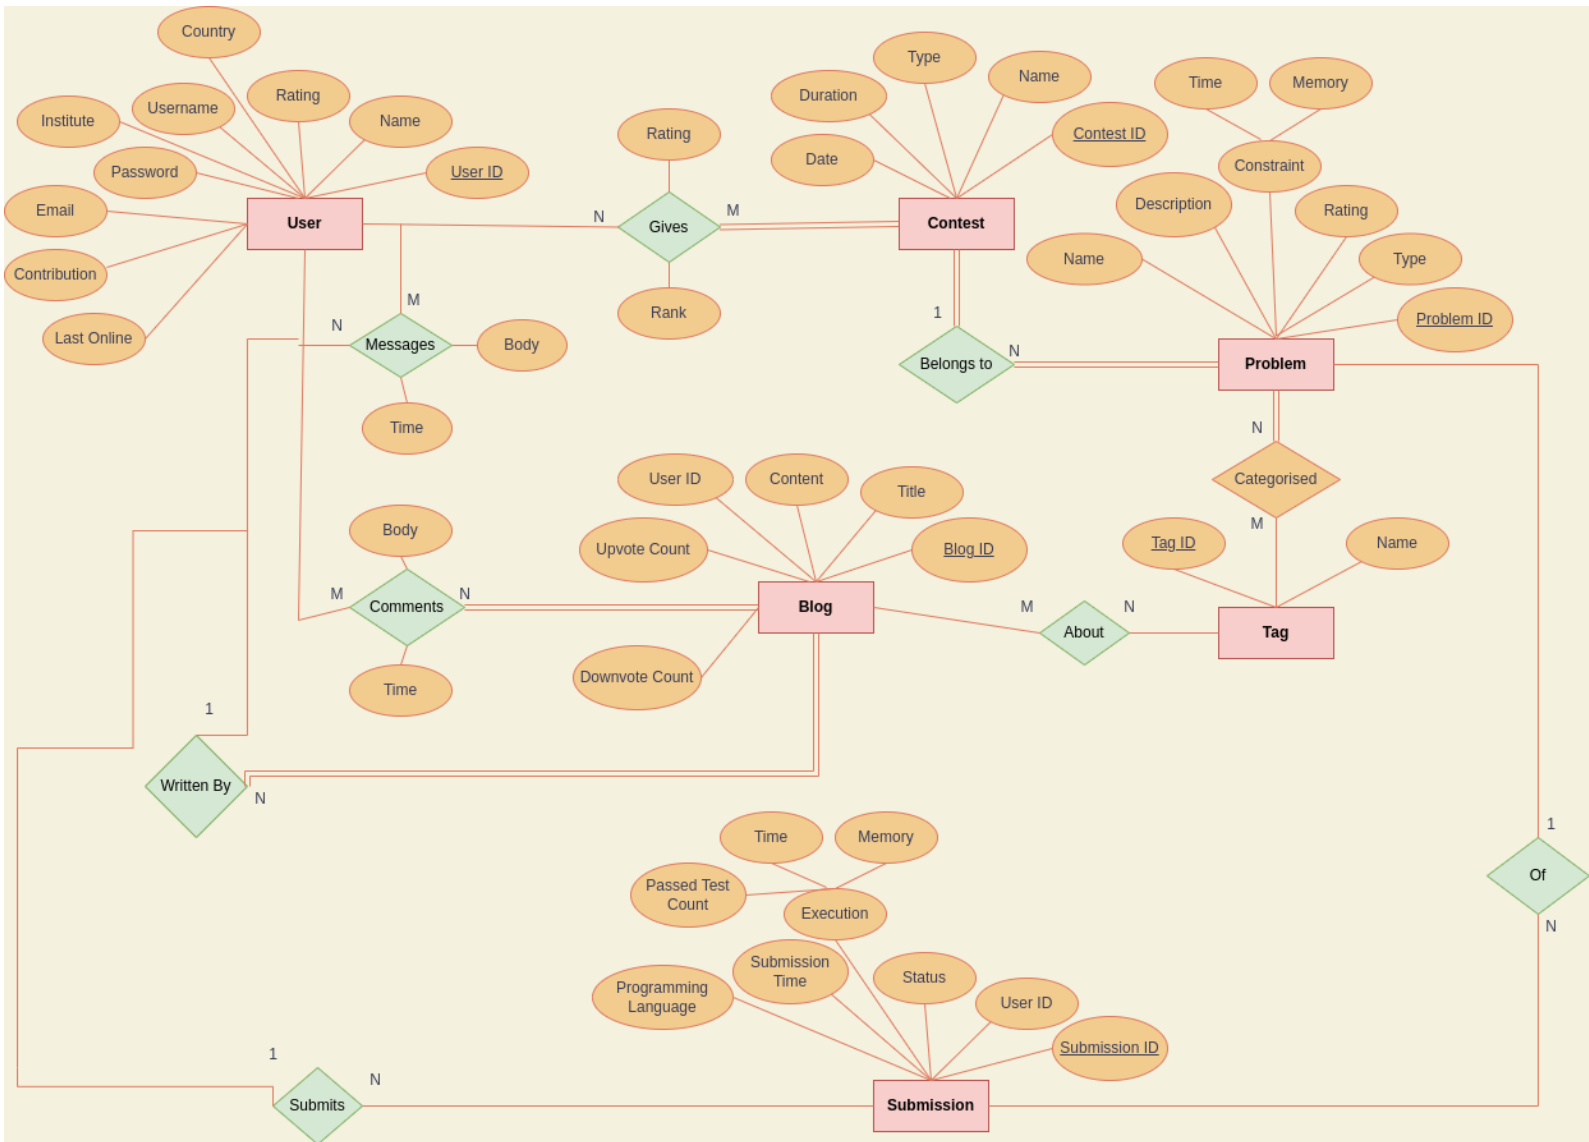 Country
Type
Name
Time
Memory
Duration
Rating
Username
Name
Institute
Rating
Contest ID
Date
Constraint
Password
User ID
Description
Rating
Email
User
N
Gives
M
Contest
Name
Type
Contribution
M
Rank
1
Problem ID
Last Online
N
Messages
Body
N
Belongs to
Problem
Time
N
User ID
Content
Title
Categorised
M
Body
Upvote Count
Blog ID
Tag ID
Name
M
Comments
N
Blog
M
About
N
Tag
Downvote Count
Time
1
Written By
N
Time
Memory
1
Passed Test
Count
Execution
Of
N
Submission
Time
Status
Programming
Language
User ID
1
Submission ID
N
Submits
Submission